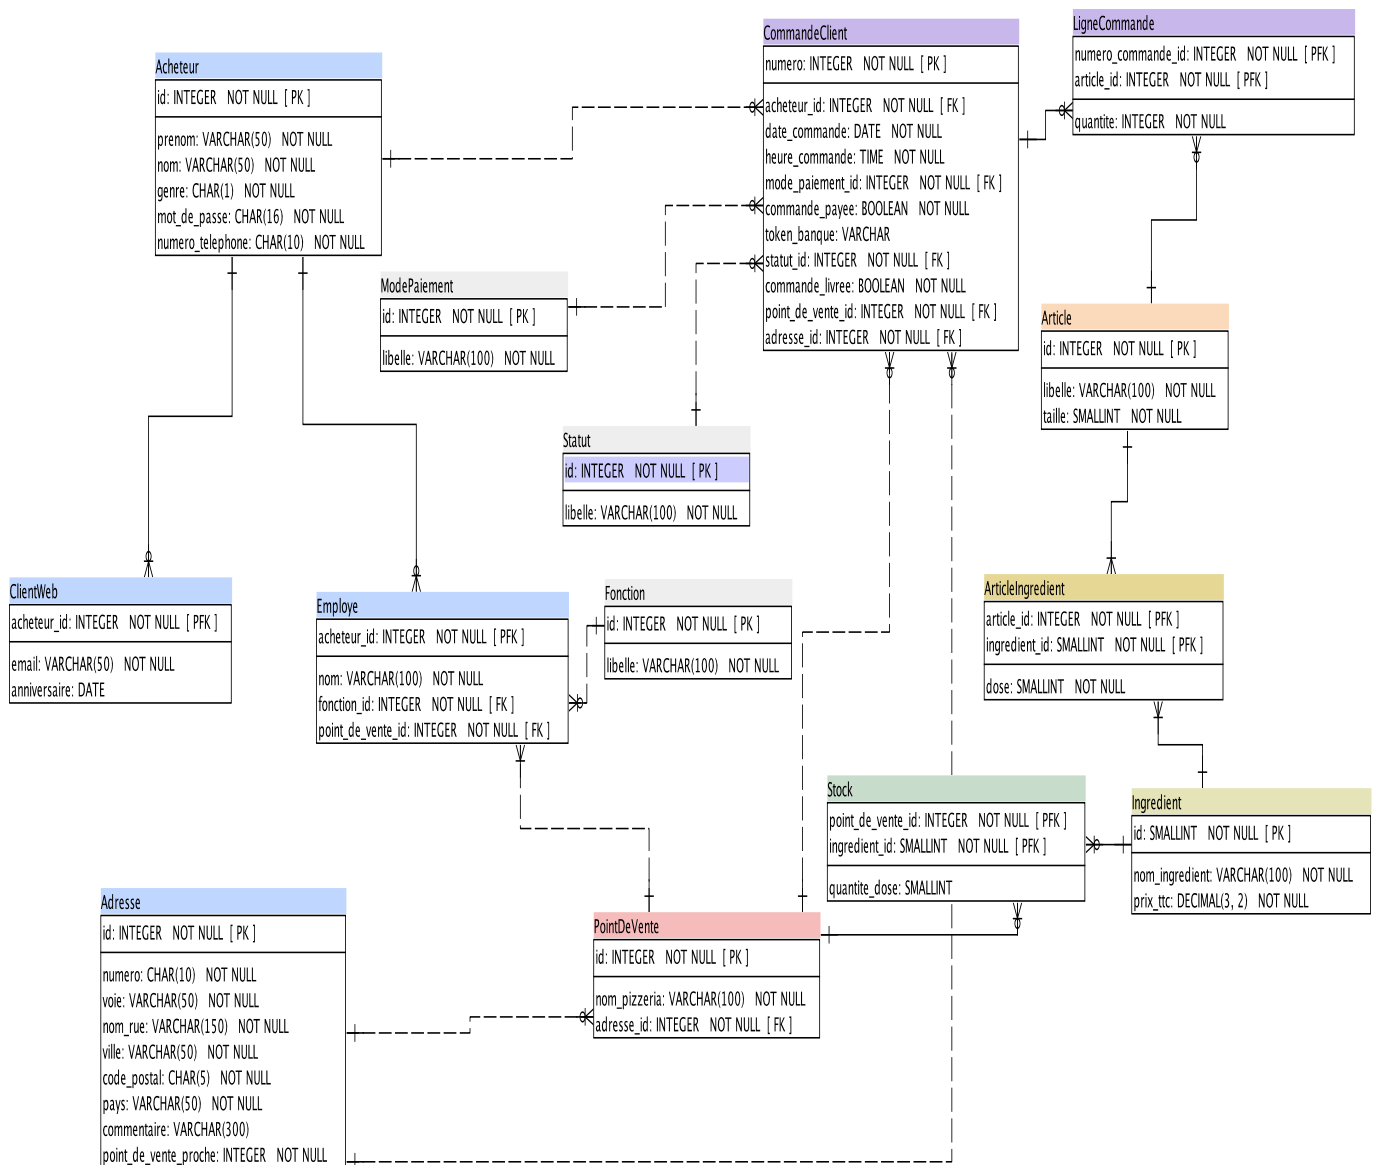 Acheteur
id: INTEGER NOT NULL [ PK ]
prenom: VARCHAR(50) NOT NULL
nom: VARCHAR(50) NOT NULL
genre: CHAR(1) NOT NULL
mot_de_passe: CHAR(16) NOT NULL
numero_telephone: CHAR(10) NOT NULL
CommandeClient
numero: INTEGER NOT NULL [ PK ]
acheteur_id: INTEGER NOT NULL [ FK ]
date_commande: DATE NOT NULL
heure_commande: TIME NOT NULL
mode_paiement_id: INTEGER NOT NULL [ FK ]
commande_payee: BOOLEAN NOT NULL
token_banque: VARCHAR
statut_id: INTEGER NOT NULL [ FK ]
commande_livree: BOOLEAN NOT NULL
point_de_vente_id: INTEGER NOT NULL [ FK ]
adresse_id: INTEGER NOT NULL [ FK ]
LigneCommande
numero_commande_id: INTEGER NOT NULL [ PFK ]
article_id: INTEGER NOT NULL [ PFK ]
quantite: INTEGER NOT NULL
ModePaiement
id: INTEGER NOT NULL [ PK ]
libelle: VARCHAR(100) NOT NULL
Article
id: INTEGER NOT NULL [ PK ]
libelle: VARCHAR(100) NOT NULL
taille: SMALLINT NOT NULL
Statut
id: INTEGER NOT NULL [ PK ]
libelle: VARCHAR(100) NOT NULL
ClientWeb
acheteur_id: INTEGER NOT NULL [ PFK ]
email: VARCHAR(50) NOT NULL
anniversaire: DATE
Employe
acheteur_id: INTEGER NOT NULL [ PFK ]
nom: VARCHAR(100) NOT NULL
fonction_id: INTEGER NOT NULL [ FK ]
point_de_vente_id: INTEGER NOT NULL [ FK ]
Fonction
id: INTEGER NOT NULL [ PK ]
libelle: VARCHAR(100) NOT NULL
ArticleIngredient
article_id: INTEGER NOT NULL [ PFK ]
ingredient_id: SMALLINT NOT NULL [ PFK ]
dose: SMALLINT NOT NULL
Stock
point_de_vente_id: INTEGER NOT NULL [ PFK ]
ingredient_id: SMALLINT NOT NULL [ PFK ]
quantite_dose: SMALLINT
Ingredient
id: SMALLINT NOT NULL [ PK ]
nom_ingredient: VARCHAR(100) NOT NULL
prix_ttc: DECIMAL(3, 2) NOT NULL
Adresse
id: INTEGER NOT NULL [ PK ]
numero: CHAR(10) NOT NULL
voie: VARCHAR(50) NOT NULL
nom_rue: VARCHAR(150) NOT NULL
ville: VARCHAR(50) NOT NULL
code_postal: CHAR(5) NOT NULL
pays: VARCHAR(50) NOT NULL
commentaire: VARCHAR(300)
point_de_vente_proche: INTEGER NOT NULL
PointDeVente
id: INTEGER NOT NULL [ PK ]
nom_pizzeria: VARCHAR(100) NOT NULL
adresse_id: INTEGER NOT NULL [ FK ]